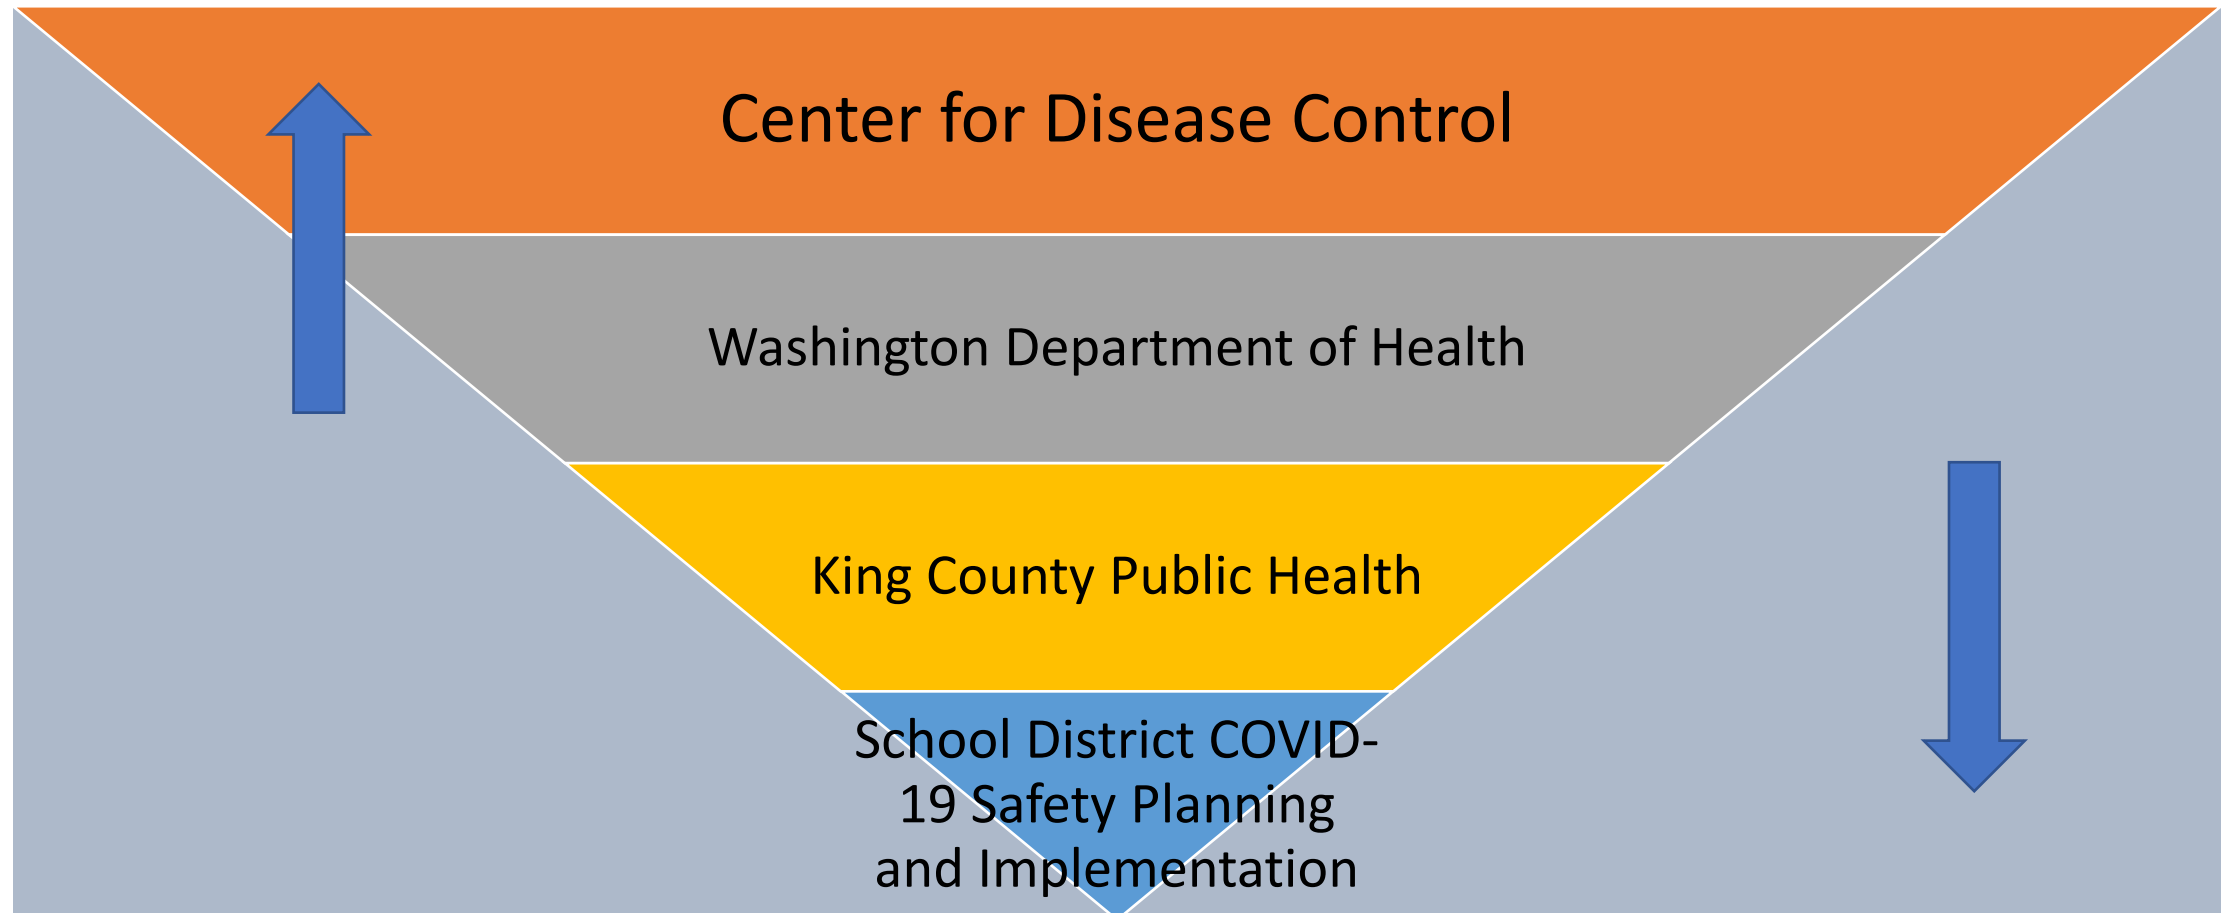 Center for Disease Control
Washington Department of Health
King County Public Health
School District COVID-
19 Safety Planning
and Implementation